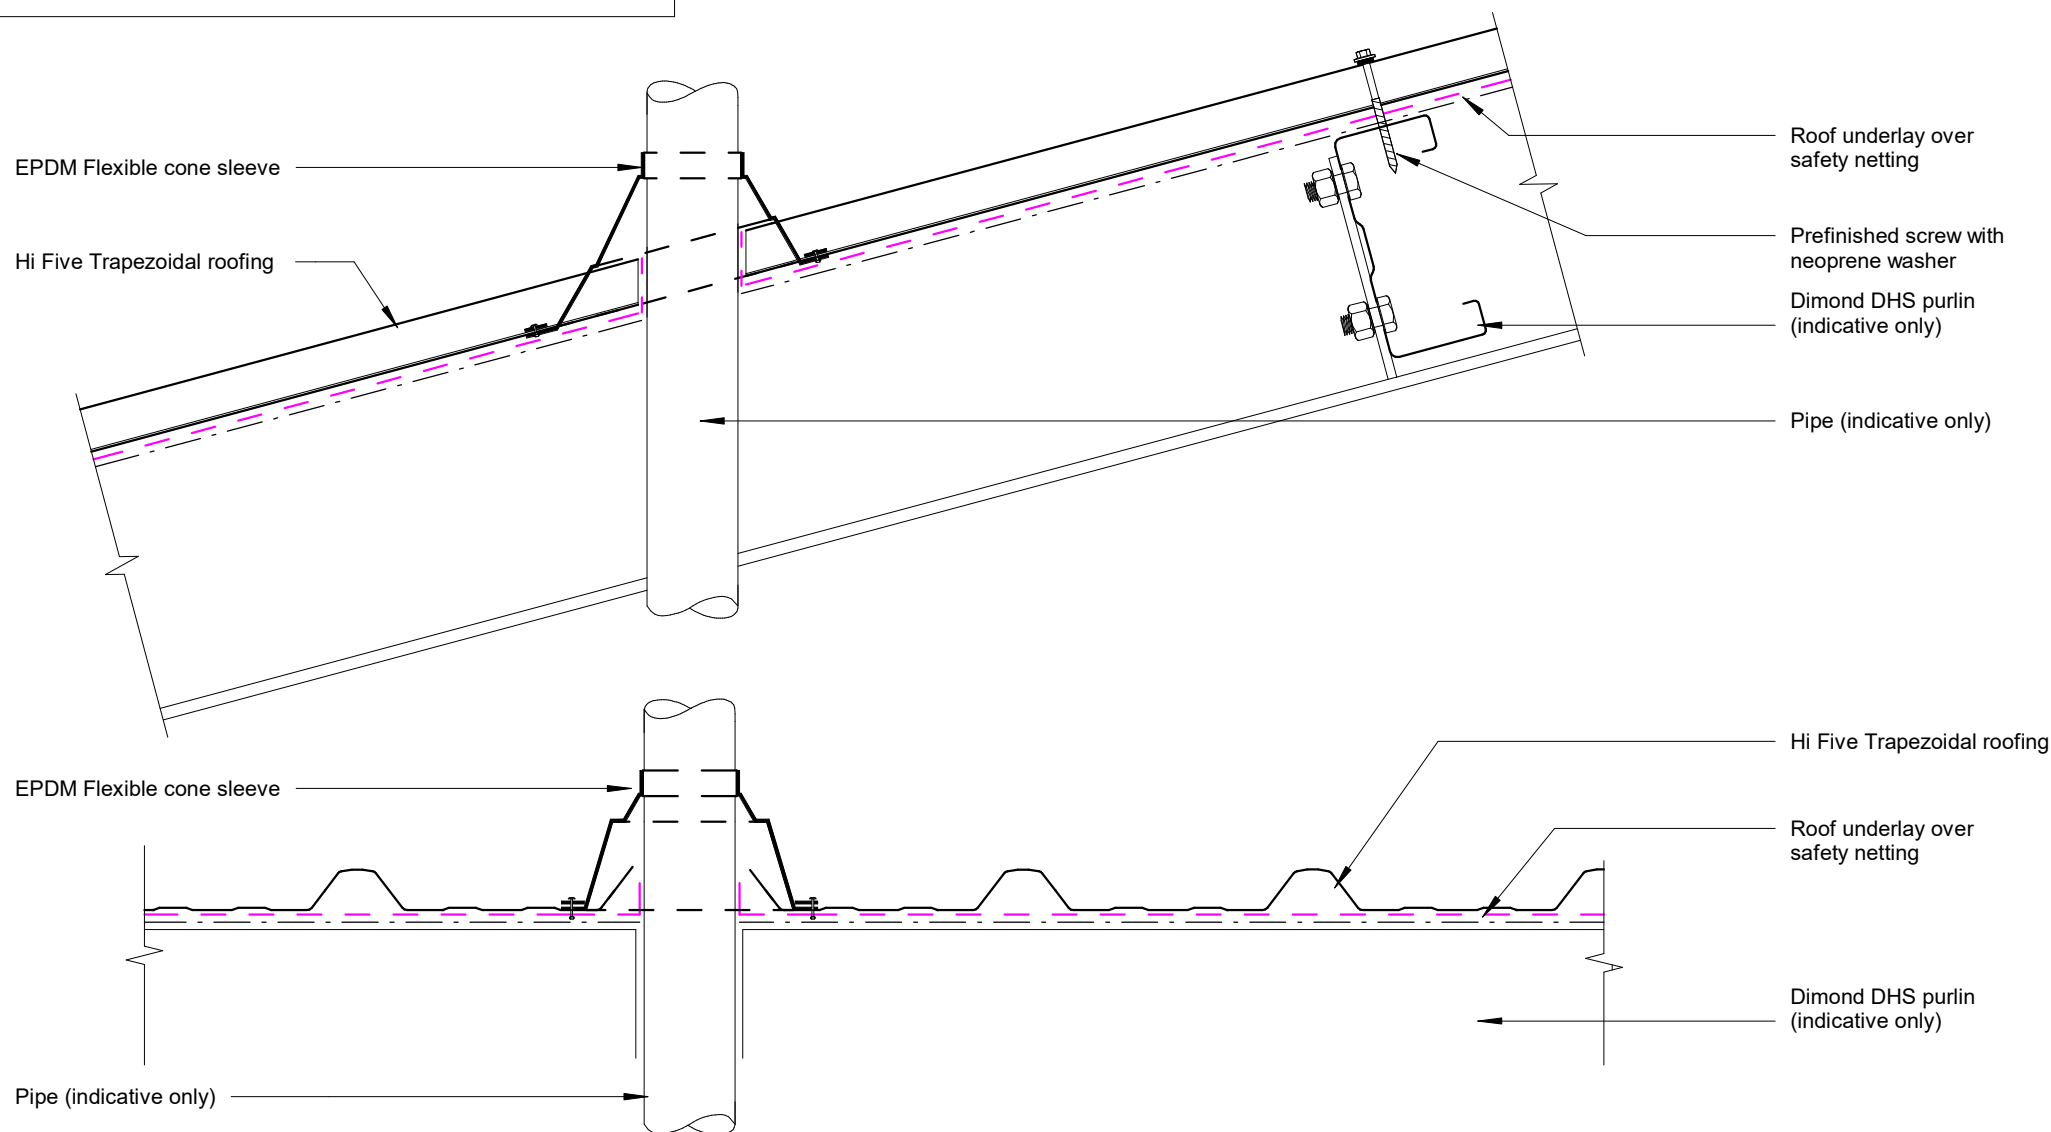 EPDM Flexible cone sleeve
Hi Five Trapezoidal roofing
Roof underlay over
safety netting
Prefinished screw with
neoprene washer
Dimond DHS purlin
(indicative only)
Pipe (indicative only)
EPDM Flexible cone sleeve
Pipe (indicative only)
Hi Five Trapezoidal roofing
Roof underlay over
safety netting
Dimond DHS purlin
(indicative only)